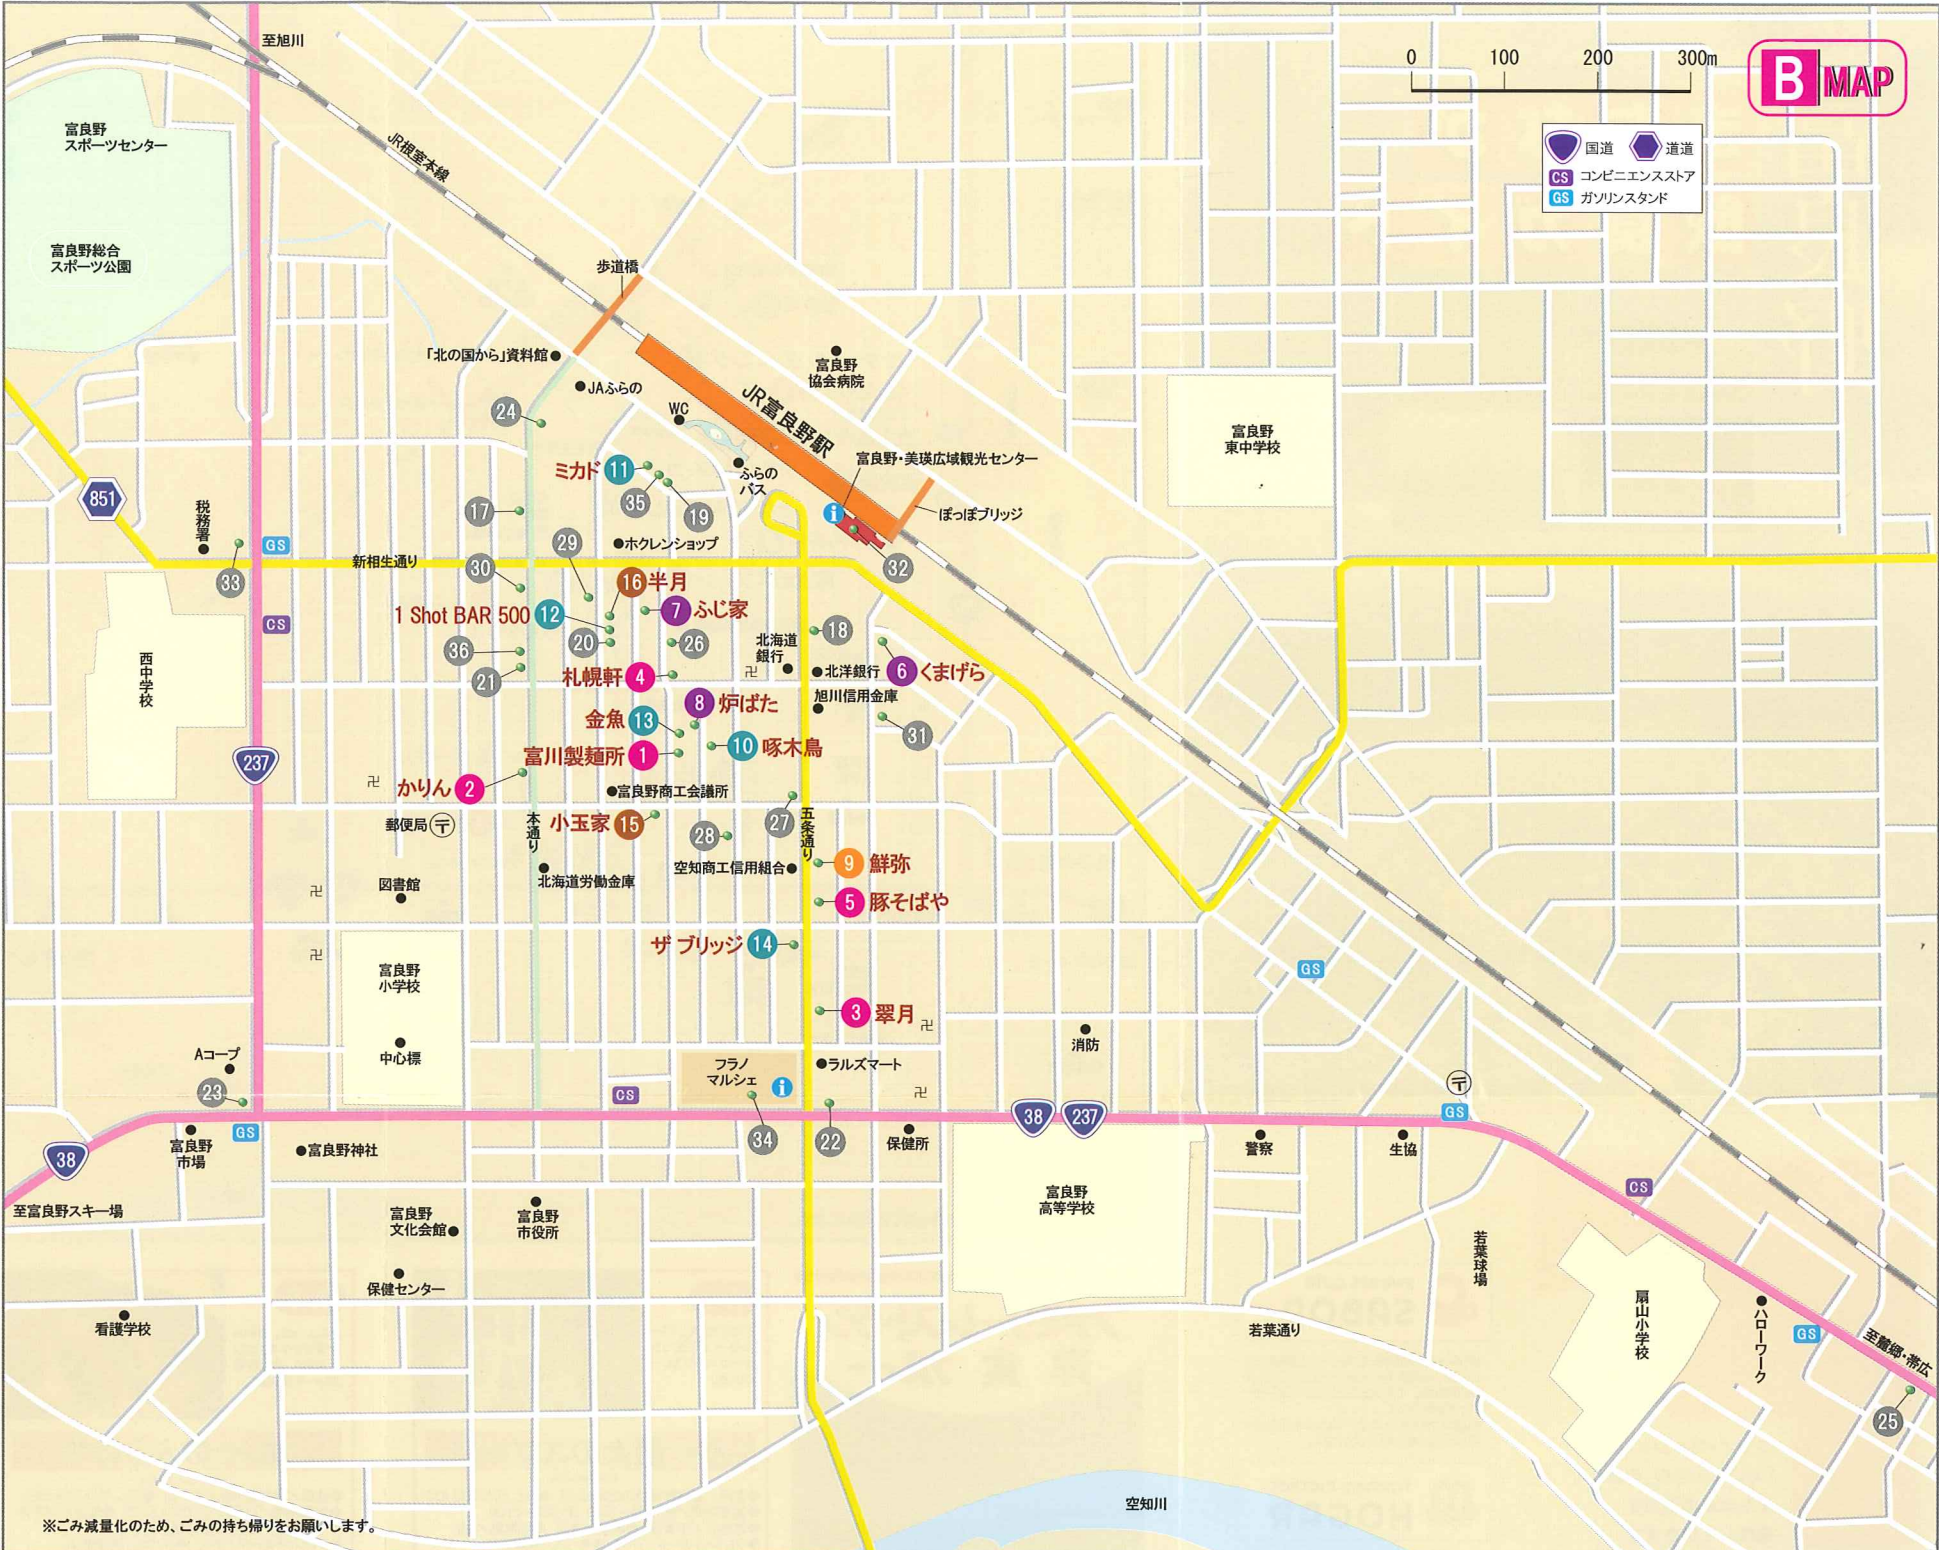 至旭川
0 100 200 300m
B MAP
国道 道道
CS コンビニエンスストア
GS ガソリンスタンド
富良野
スポーツセンター
JR根室本線
富良野総合
スポーツ公園
歩道橋
「北の国から」資料館
JAふらの
富良野
協会病院
24
WC
JR富良野駅
富良野
東中学校
ミカド 11
35
19
ふらの
バス
富良野・美瑛広域観光センター
i
ぽっぽブリッジ
32
851
税務署
33
GS
17
29
ホクレンショップ
新相生通り
30
16 半月
1 Shot BAR 500 12
7 ふじ家
CS
36
20
26
北海道
銀行
18
北洋銀行
6 くまげら
21
札幌軒 4
卍
西中学校
旭川信用金庫
8 炉ばた
金魚 13
31
富川製麺所 1
10 啄木鳥
237
卍
かりん 2
富良野商工会議所
郵便局 〒
本通り
小玉家 15
28
27
五条通り
空知商工信用組合
9 鮮弥
北海道労働金庫
図書館
卍
5 豚そばや
卍
ザ ブリッジ 14
富良野
小学校
GS
3 翠月
卍
消防
中心標
Aコープ
23
フラノ
マルシェ
i
ラルズマート
卍
CS
〒
GS
38 237
34
22
保健所
警察
生協
38
GS
富良野
市場
富良野神社
CS
至富良野スキー場
富良野
文化会館
富良野
市役所
富良野
高等学校
若葉球場
保健センター
看護学校
若葉通り
扇山小学校
ハローワーク
GS
至麓郷・帯広
25
空知川
※ごみ減量化のため、ごみの持ち帰りをお願いします。